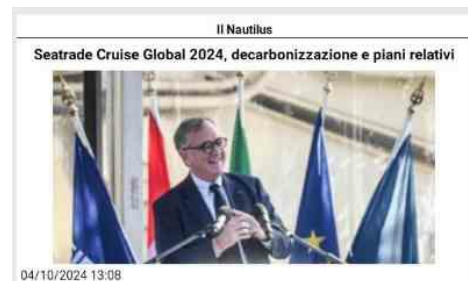 Il Nautilus
Seatrade Cruise Global 2024, decarbonizzazione e piani relativi
04/10/2024 13:08